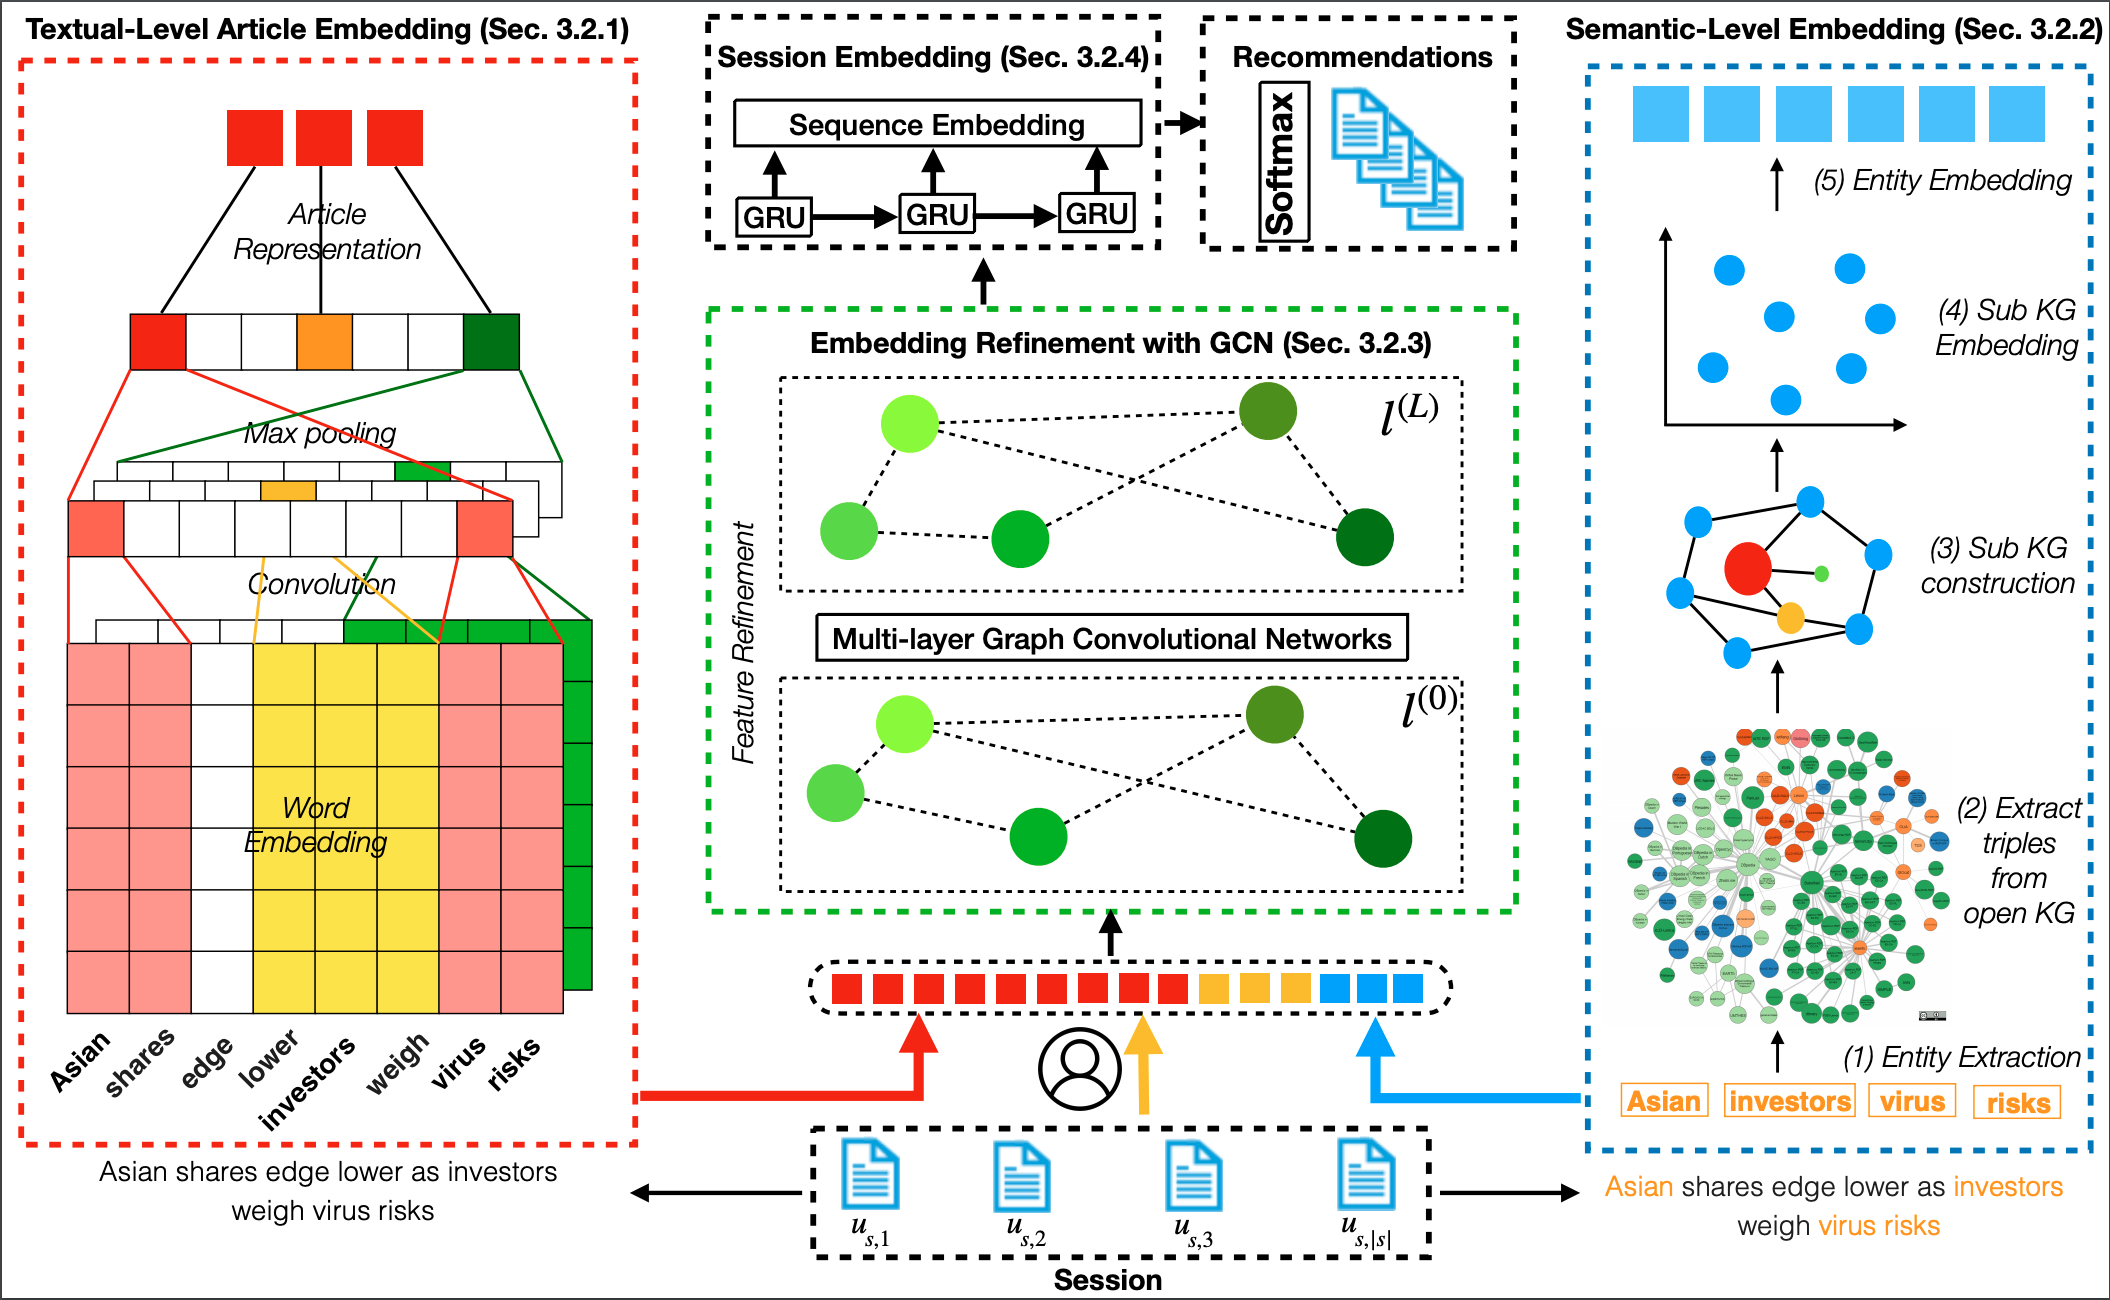 Textual-Level Article Embedding (Sec. 3.2.1)
Article
Representation
Max pooling
Convolution
Word
Embedding
Asian
shares
edge
lower
investors
weigh
virus
risks
Asian shares edge lower as investors
weigh virus risks
Session Embedding (Sec. 3.2.4)
Sequence Embedding
GRU
GRU
GRU
Recommendations
Softmax
Embedding Refinement with GCN (Sec. 3.2.3)
l^(L)
Feature Refinement
Multi-layer Graph Convolutional Networks
l^(0)
u_s,1
u_s,2
u_s,3
u_s,|s|
Session
Semantic-Level Embedding (Sec. 3.2.2)
(5) Entity Embedding
(4) Sub KG
Embedding
(3) Sub KG
construction
(2) Extract
triples
from
open KG
(1) Entity Extraction
Asian
investors
virus
risks
Asian shares edge lower as investors
weigh virus risks